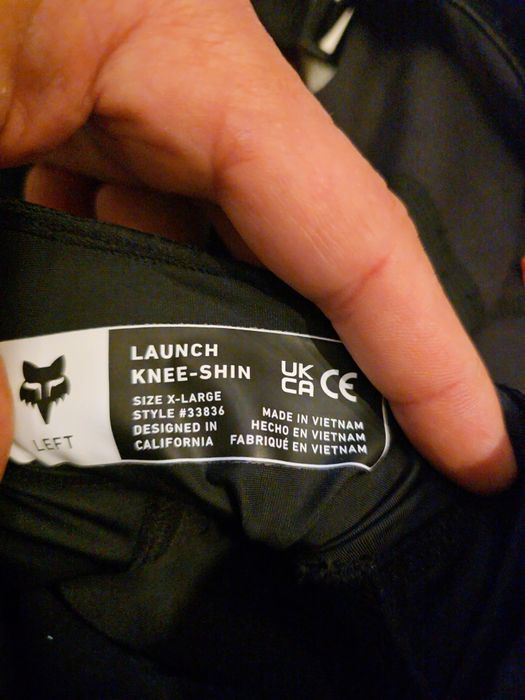 LEFT
LAUNCH
KNEE-SHIN
SIZE X-LARGE
STYLE #33836
DESIGNED IN
CALIFORNIA
UK
CA CE
MADE IN VIETNAM
HECHO EN VIETNAM
FABRIQUÉ EN VIETNAM